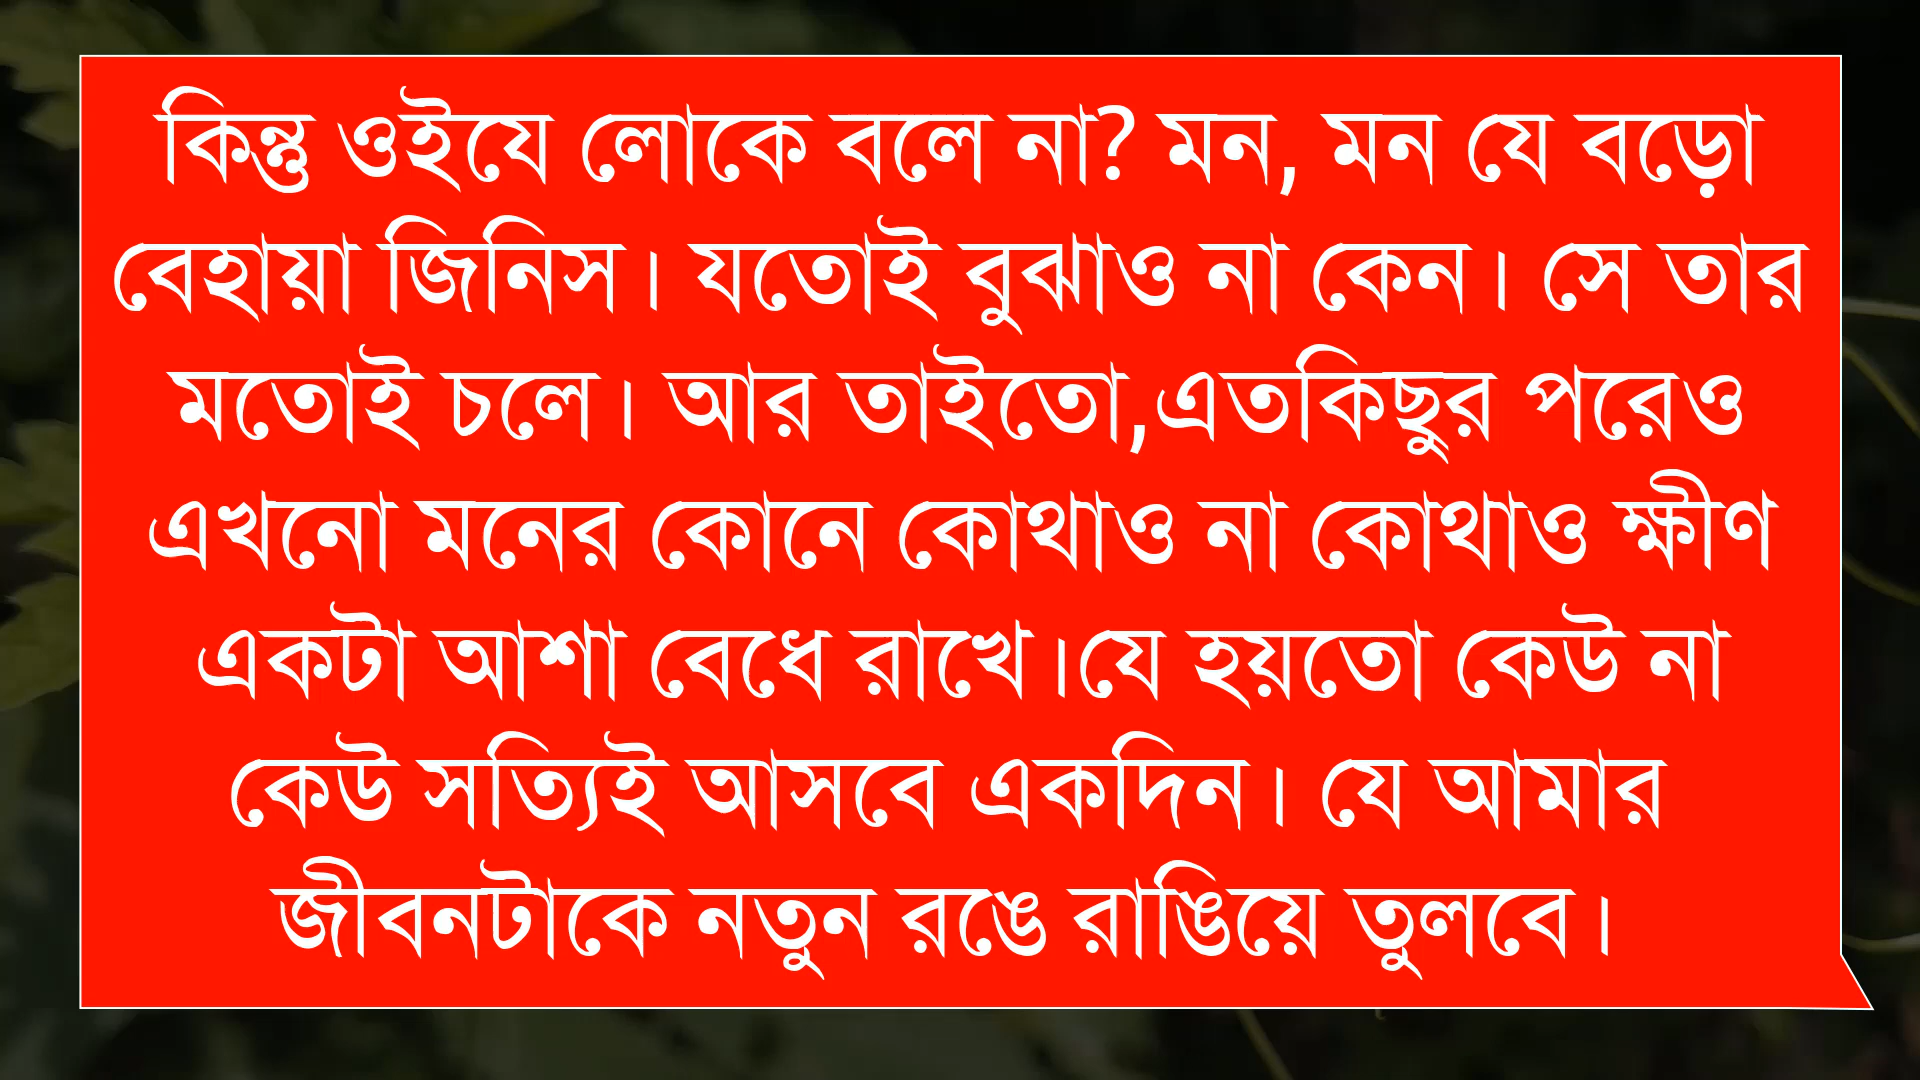 কিন্তু ওইযে লোকে বলে না? মন, মন যে বড়ো
বেহায়া জিনিস। যতোই বুঝাও না কেন। সে তার
মতোই চলে। আর তাইতো,এতকিছুর পরেও
এখনো মনের কোনে কোথাও না কোথাও ক্ষীণ
একটা আশা বেধে রাখে।যে হয়তো কেউ না
কেউ সত্যিই আসবে একদিন। যে আমার
জীবনটাকে নতুন রঙে রাঙিয়ে তুলবে।